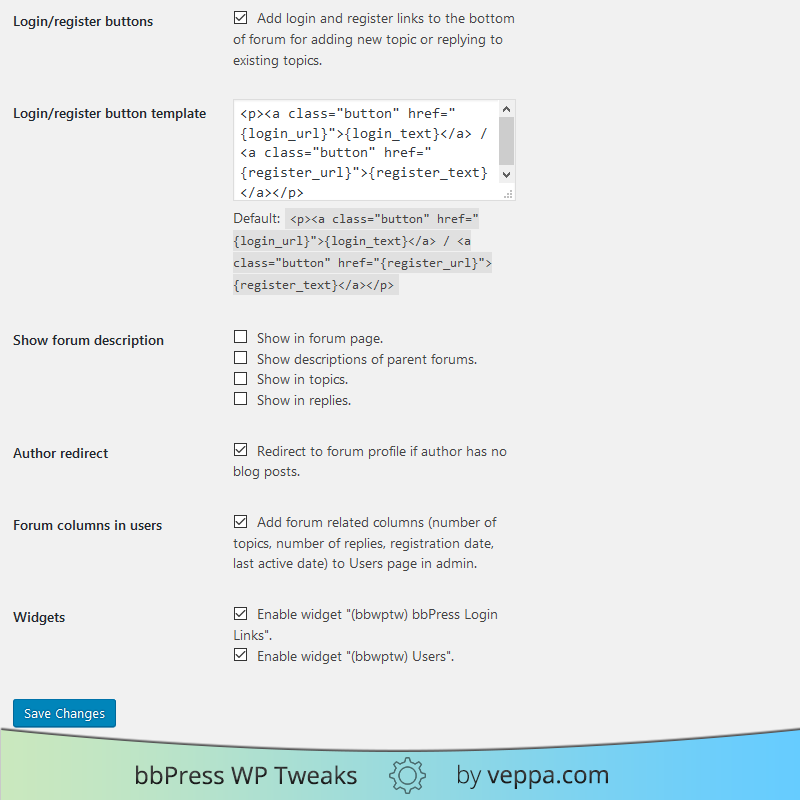 Login/register buttons
Add login and register links to the bottom
of forum for adding new topic or replying to
existing topics.
Login/register button template
<p><a class="button" href="
{login_url}">{login_text}</a> /
<a class="button" href="
{register_url}">{register_text}
</a></p>
Default: <p><a class="button" href="
{login_url}">{login_text}</a> / <a
class="button" href="{register_url}">
{register_text}</a></p>
Show forum description
Show in forum page.
Show descriptions of parent forums.
Show in topics.
Show in replies.
Author redirect
Redirect to forum profile if author has no
blog posts.
Forum columns in users
Add forum related columns (number of
topics, number of replies, registration date,
last active date) to Users page in admin.
Widgets
Enable widget "(bbwptw) bbPress Login
Links".
Enable widget "(bbwptw) Users".
Save Changes
bbPress WP Tweaks by veppa.com